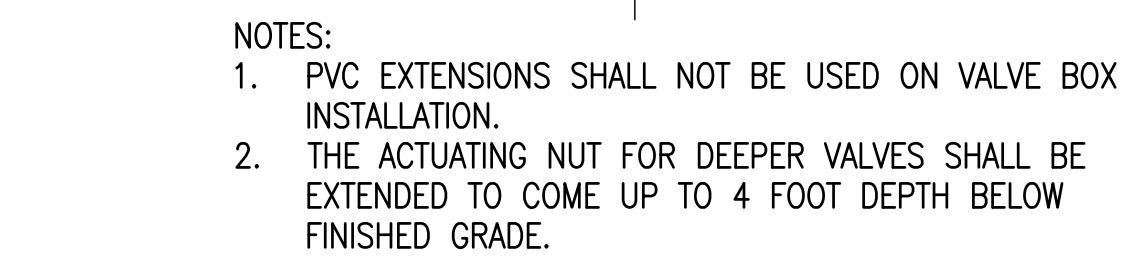 NOTES:
1. PVC EXTENSIONS SHALL NOT BE USED ON VALVE BOX
INSTALLATION.
2. THE ACTUATING NUT FOR DEEPER VALVES SHALL BE
EXTENDED TO COME UP TO 4 FOOT DEPTH BELOW
FINISHED GRADE.